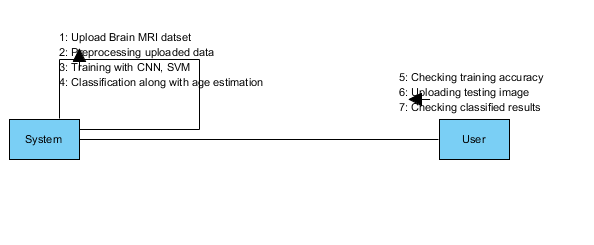 1: Upload Brain MRI datset
2: Preprocessing uploaded data
3: Training with CNN, SVM
4: Classification along with age estimation
5: Checking training accuracy
6: Uploading testing image
7: Checking classified results
System
User